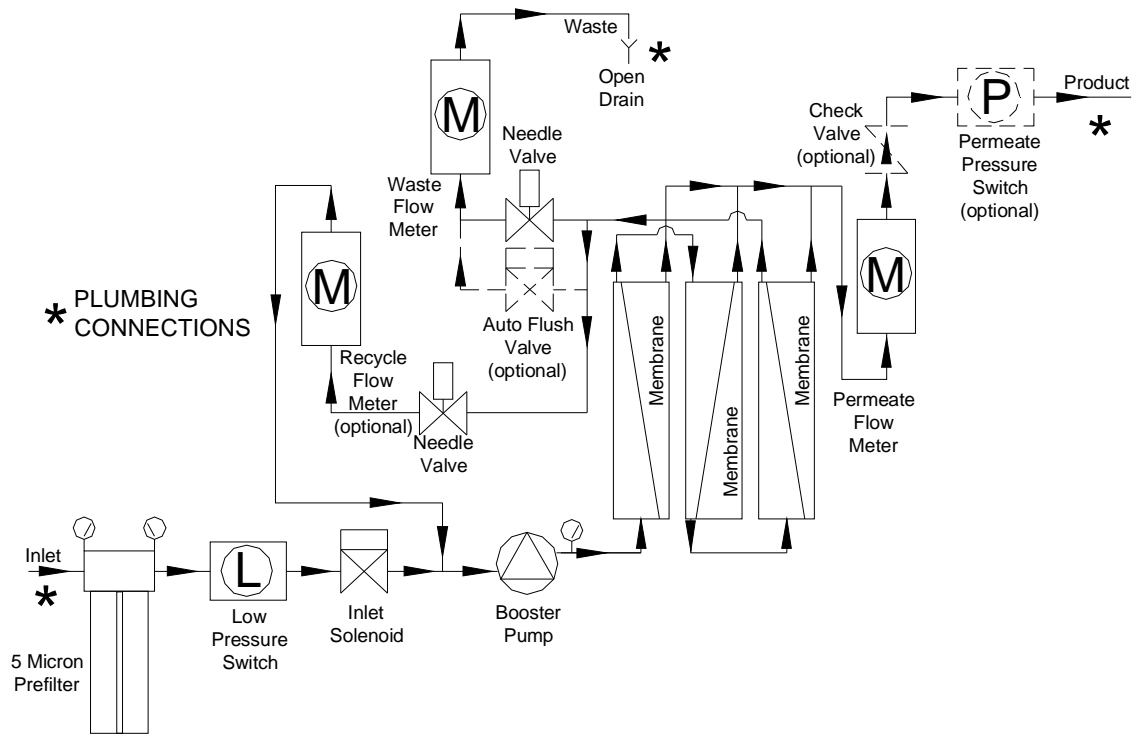 Waste
*
Open
Drain
M
Needle
Valve
Waste
Flow
Meter
Check
Valve
(optional)
P
Product
*
Permeate
Pressure
Switch
(optional)
M
M
* PLUMBING
CONNECTIONS
Auto Flush
Valve
(optional)
Recycle
Flow
Meter
(optional)
Needle
Valve
Membrane
Membrane
Membrane
Permeate
Flow
Meter
Inlet
*
L
Low
Pressure
Switch
Inlet
Solenoid
Booster
Pump
5 Micron
Prefilter